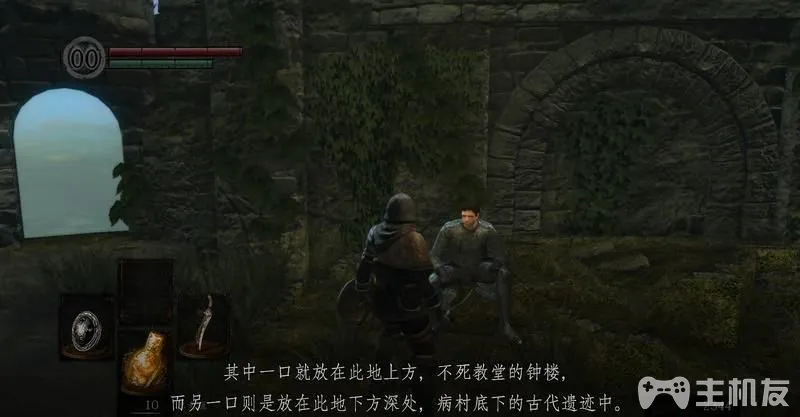 00
10
其中一口就放在此地上方，不死教堂的钟楼，
而另一口则是放在此地下方深处，病村底下的古代遗迹中。
主机友